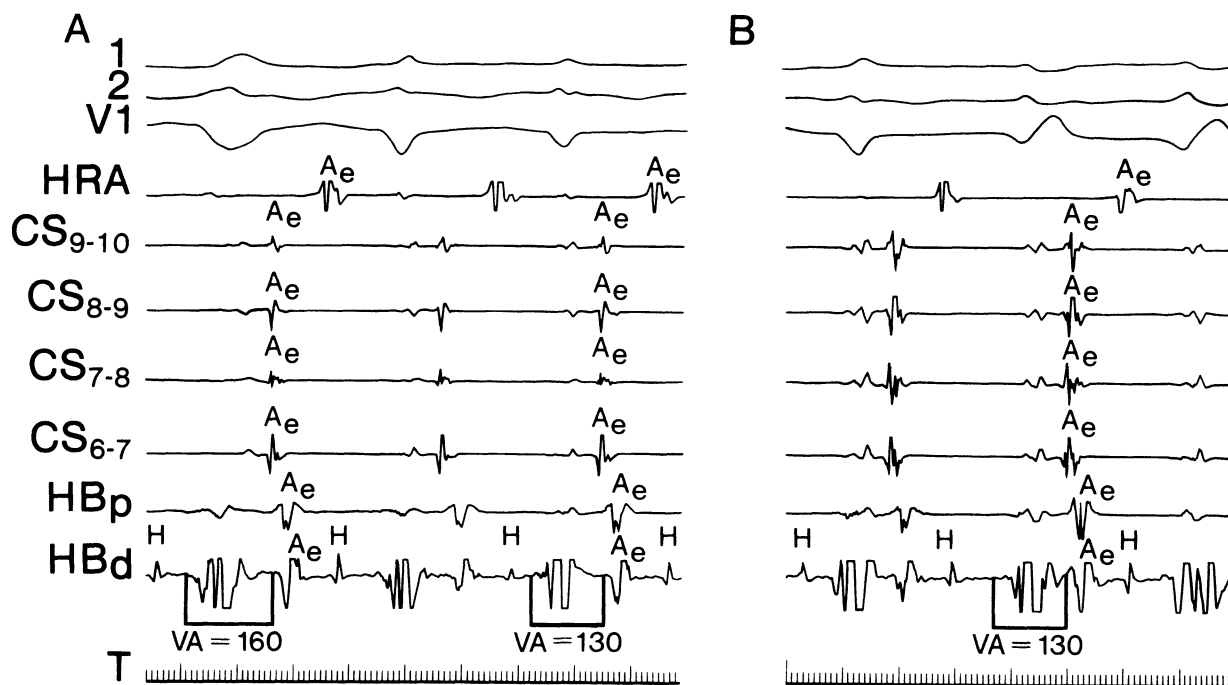 A B
1
2
V1
HRA Ae Ae Ae
CS9-10 Ae Ae Ae
CS8-9 Ae Ae Ae
CS7-8 Ae Ae Ae
CS6-7 Ae Ae Ae
HBp Ae Ae Ae
H H H H H H H
HBd Ae Ae Ae
VA = 160 VA = 130 VA = 130
T